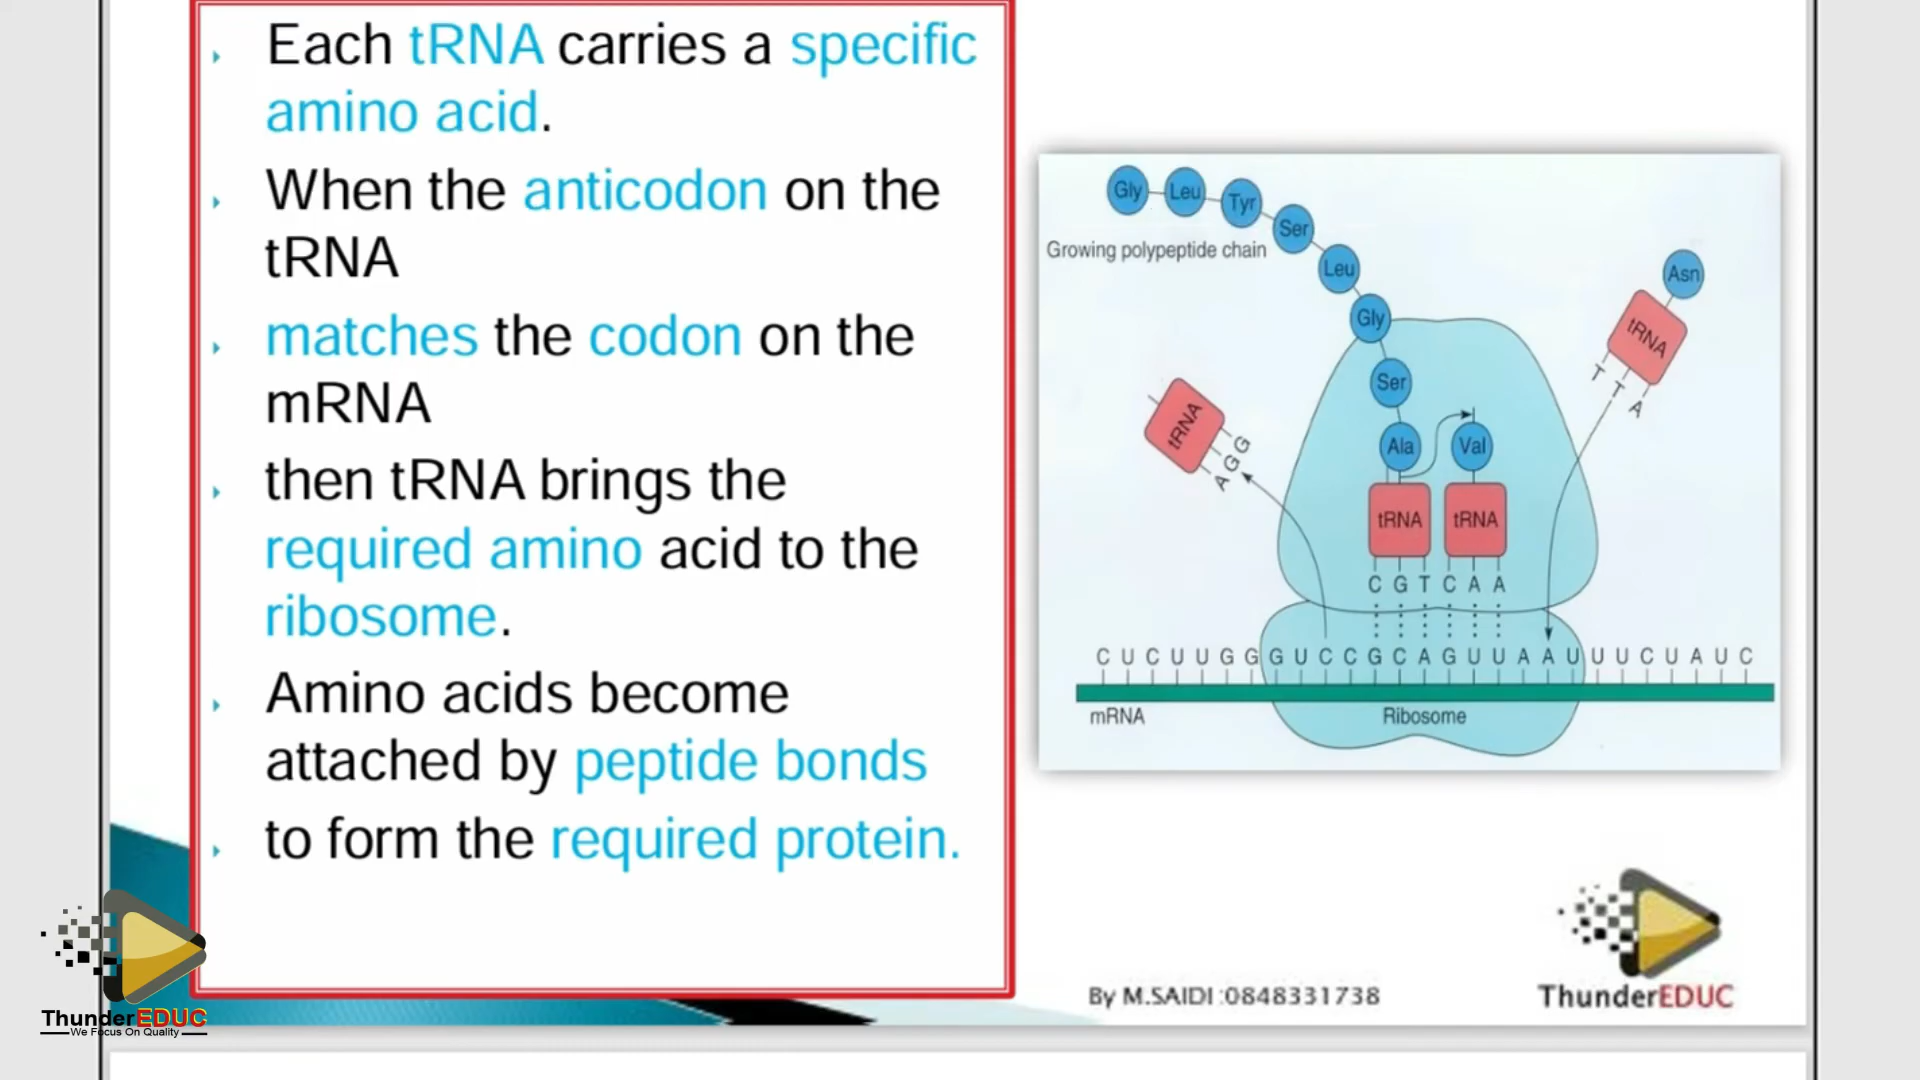 Each tRNA carries a specific
amino acid.
When the anticodon on the
tRNA
matches the codon on the
mRNA
then tRNA brings the
required amino acid to the
ribosome.
Amino acids become
attached by peptide bonds
to form the required protein.
Gly Leu Tyr Ser Leu Gly Ser Ala Val
Growing polypeptide chain
Asn
tRNA
T T A
tRNA
A G G
tRNA tRNA
C G T C A A
C U C U U G G G U C C G C A G U U A A U U U C U A U C
mRNA
Ribosome
By M.SAIDI :0848331738
ThunderEDUC
ThunderEDUC
We Focus On Quality